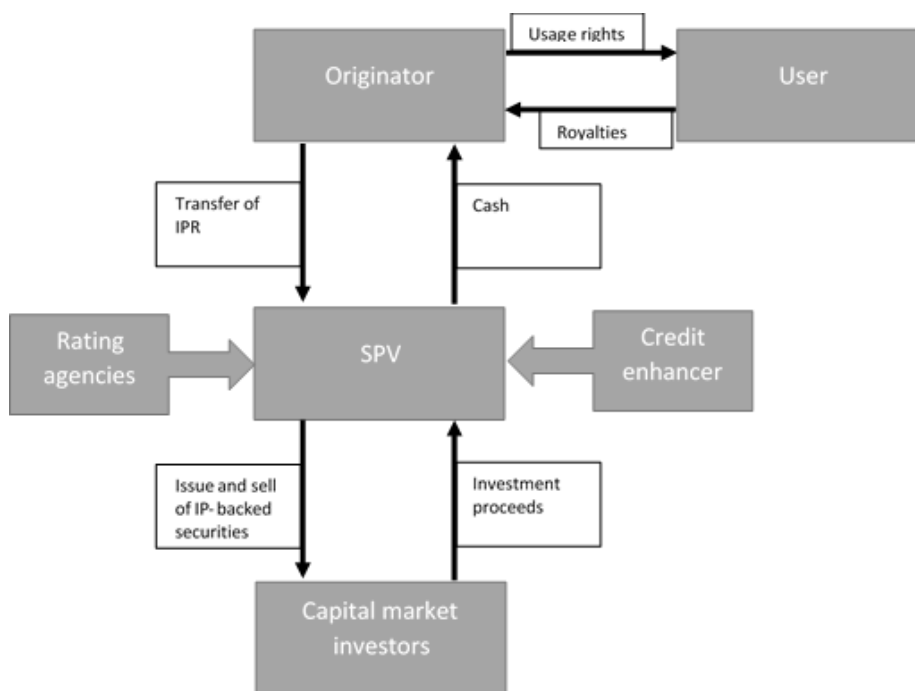 Usage rights
Originator
User
Royalties
Transfer of
IPR
Cash
Rating
agencies
SPV
Credit
enhancer
Issue and sell
of IP- backed
securities
Investment
proceeds
Capital market
investors